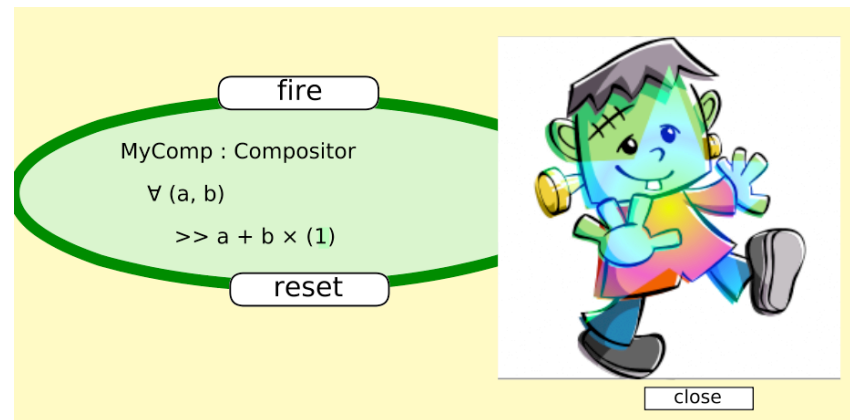 fire
MyComp : Compositor
∀ (a, b)
>> a + b × (1)
reset
close